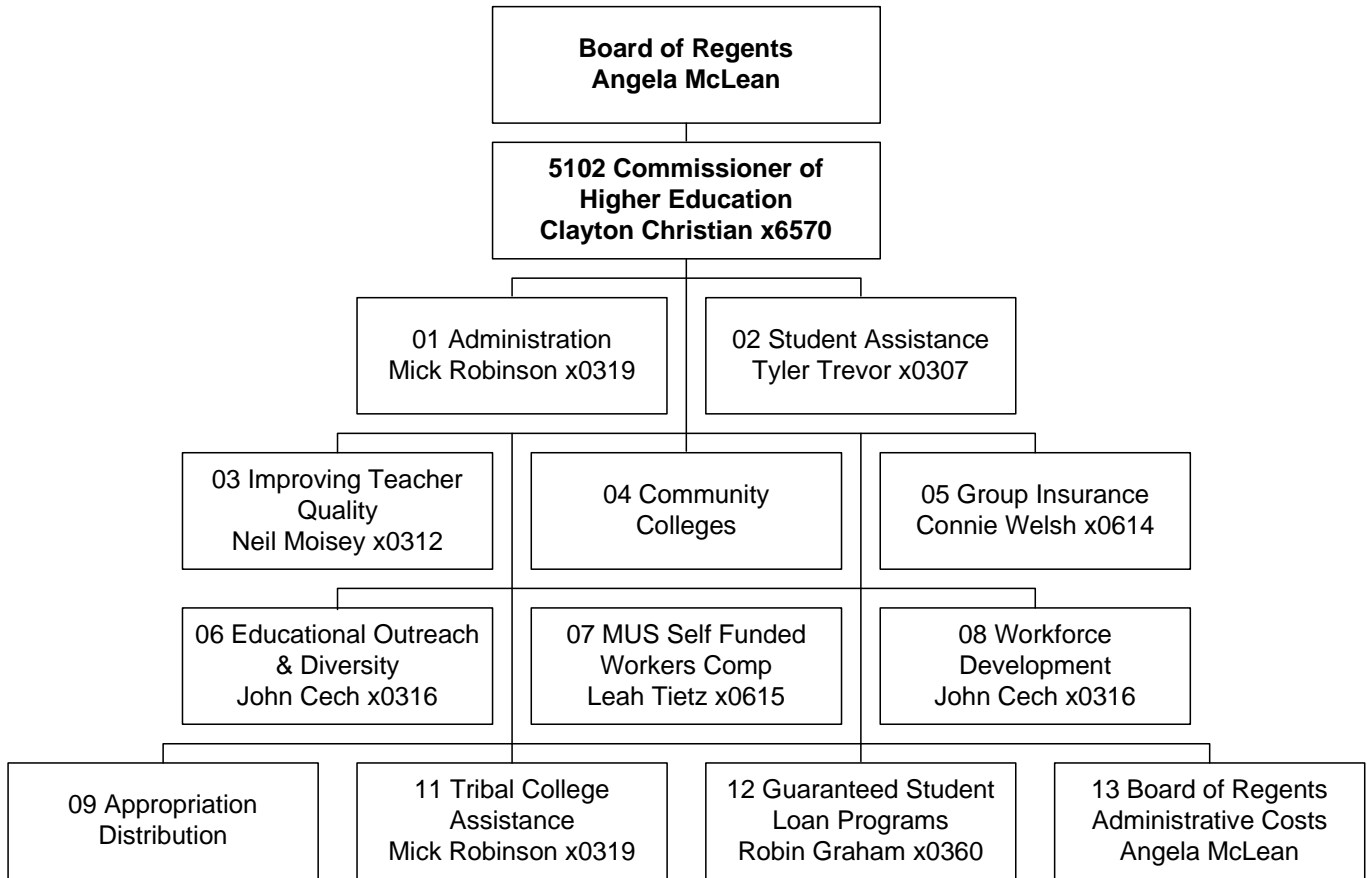 Board of Regents
Angela McLean
5102 Commissioner of
Higher Education
Clayton Christian x6570
01 Administration
Mick Robinson x0319
02 Student Assistance
Tyler Trevor x0307
03 Improving Teacher
Quality
Neil Moisey x0312
04 Community
Colleges
05 Group Insurance
Connie Welsh x0614
06 Educational Outreach
& Diversity
John Cech x0316
07 MUS Self Funded
Workers Comp
Leah Tietz x0615
08 Workforce
Development
John Cech x0316
09 Appropriation
Distribution
11 Tribal College
Assistance
Mick Robinson x0319
12 Guaranteed Student
Loan Programs
Robin Graham x0360
13 Board of Regents
Administrative Costs
Angela McLean